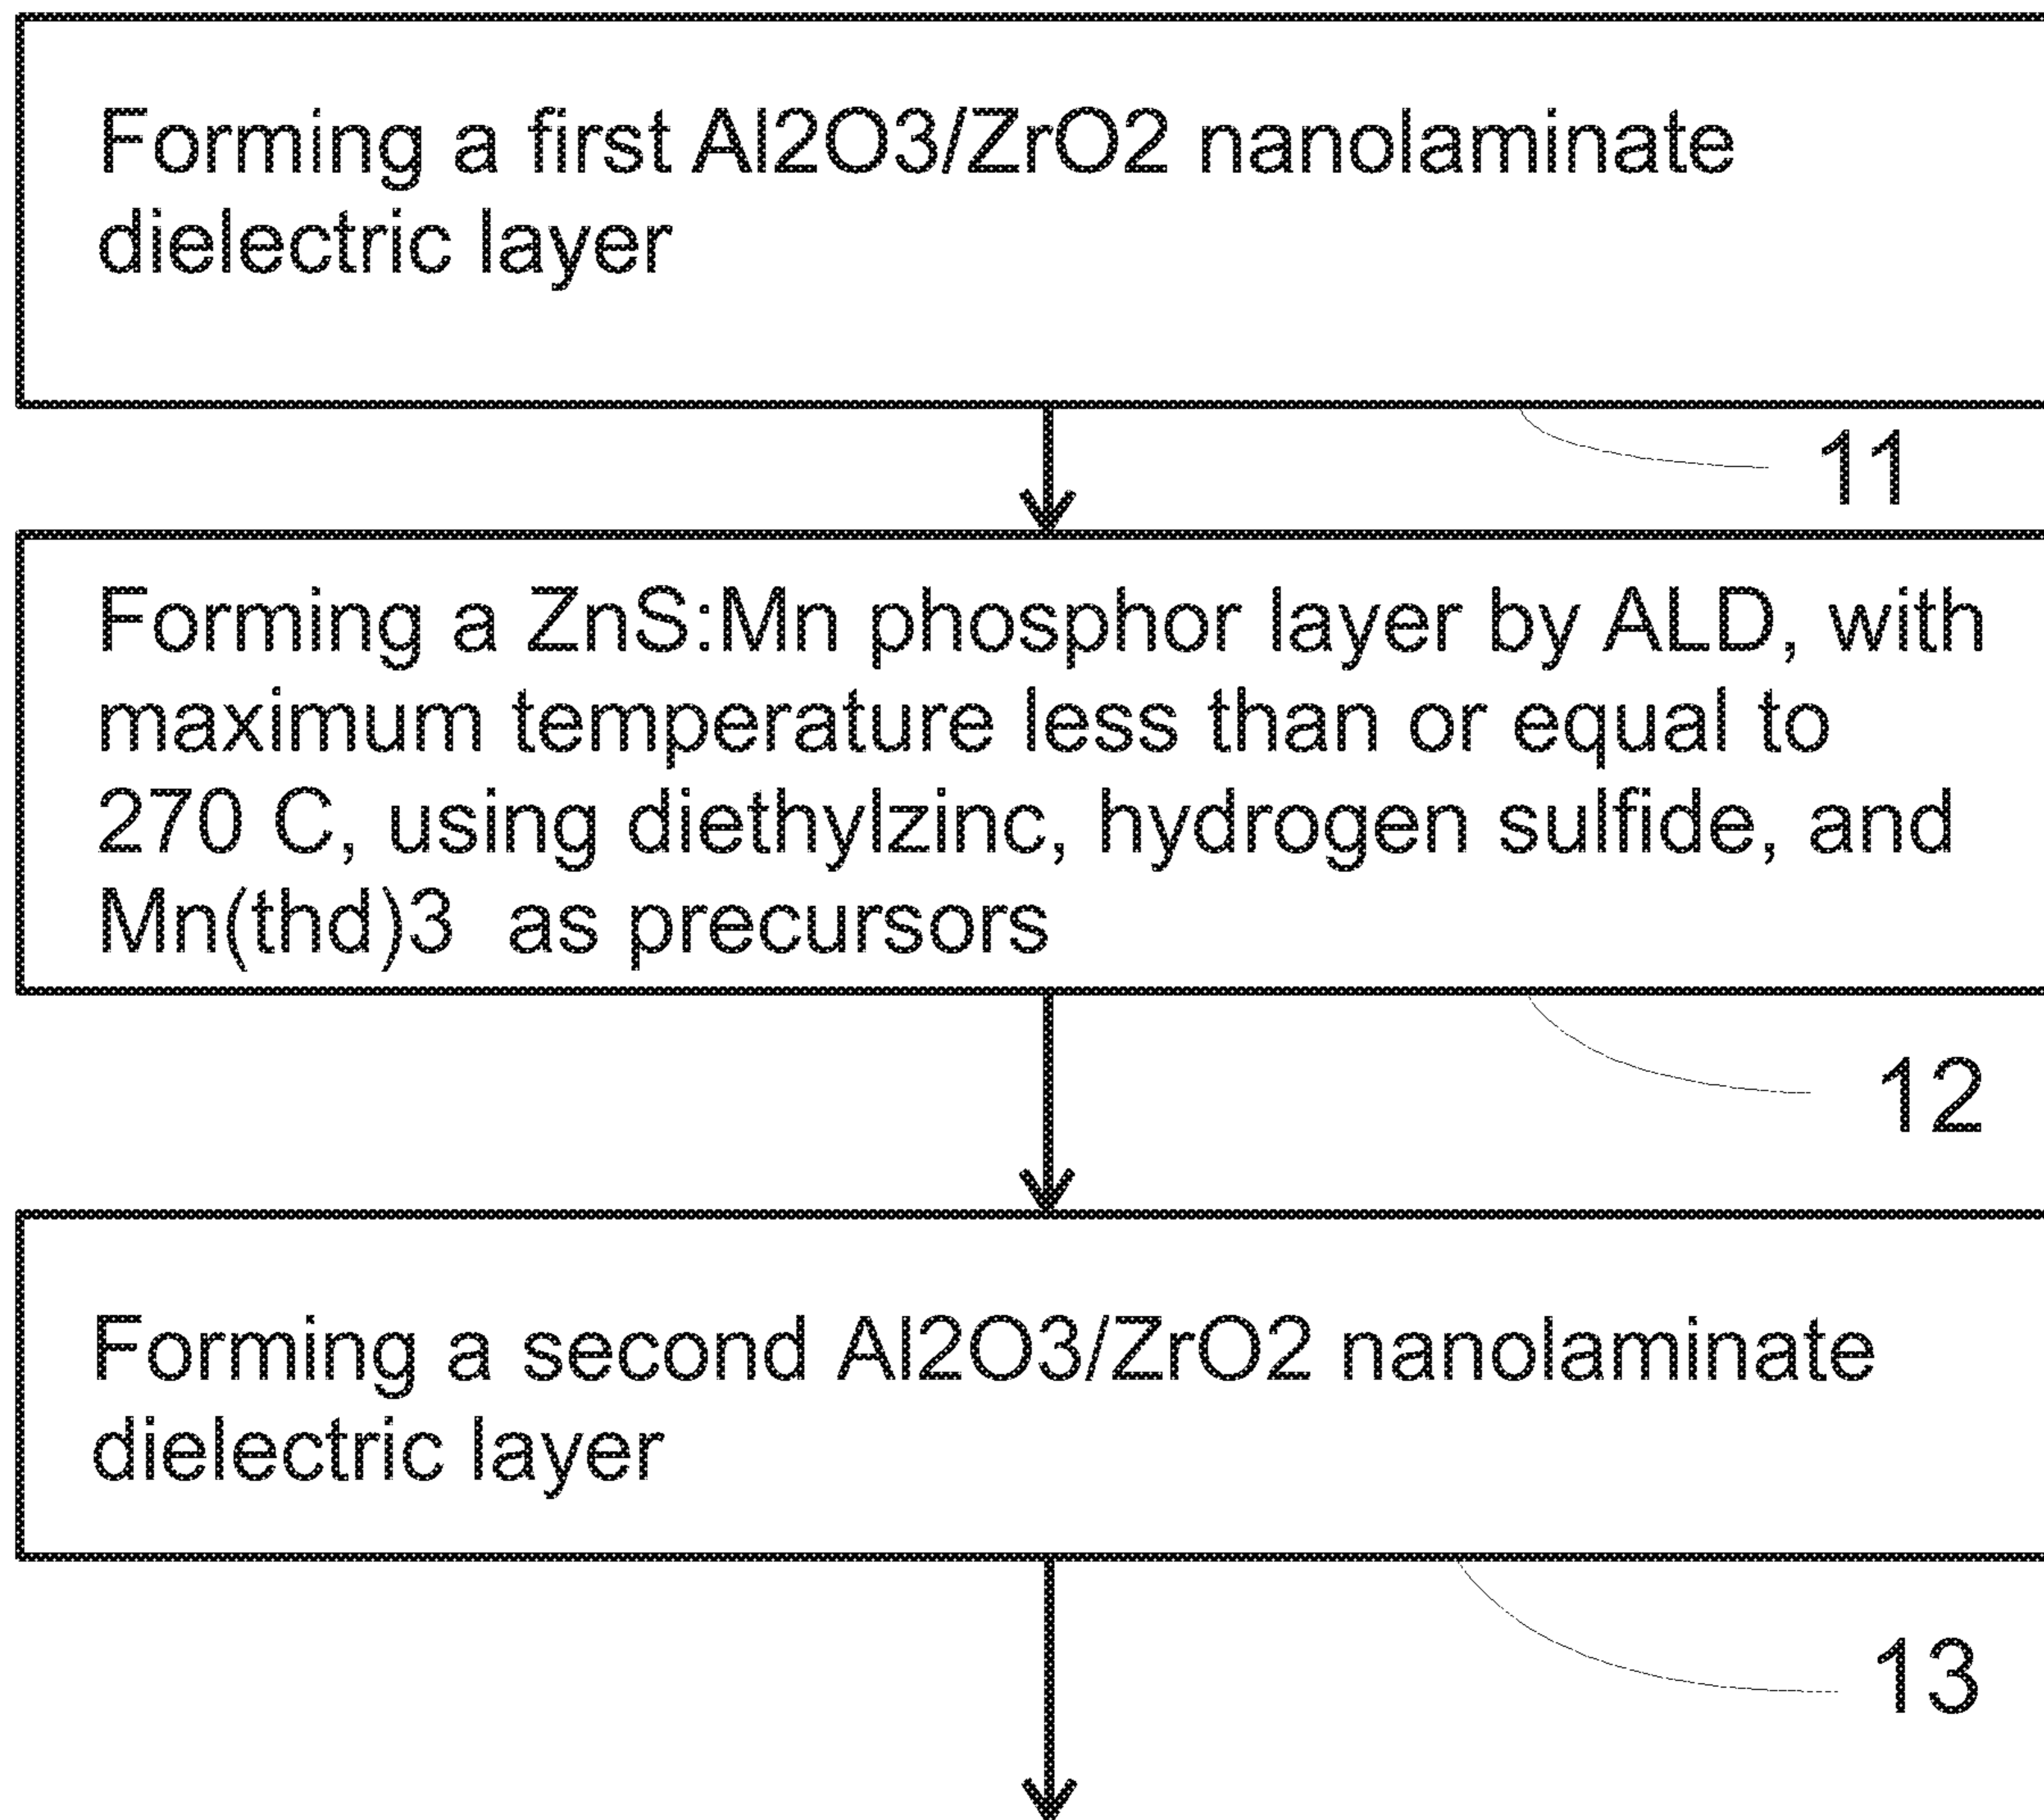 Forming a first Al2O3/ZrO2 nanolaminate
dielectric layer
11
Forming a ZnS:Mn phosphor layer by ALD, with
maximum temperature less than or equal to
270 C, using diethylzinc, hydrogen sulfide, and
Mn(thd)3 as precursors
12
Forming a second Al2O3/ZrO2 nanolaminate
dielectric layer
13